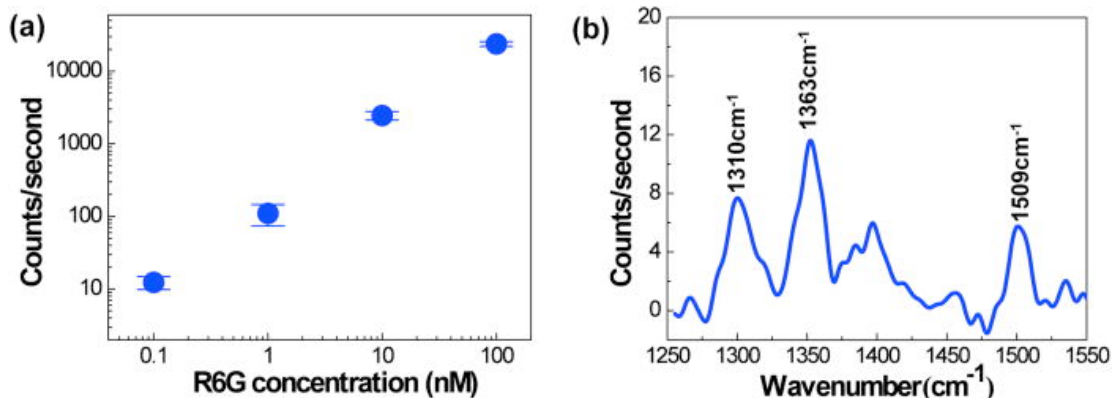 (a)
10000
1000
100
10
Counts/second
0.1 1 10 100
R6G concentration (nM)
(b)
20
16
12
8
4
0
Counts/second
1310cm⁻¹
1363cm⁻¹
1509cm⁻¹
1250 1300 1350 1400 1450 1500 1550
Wavenumber(cm⁻¹)